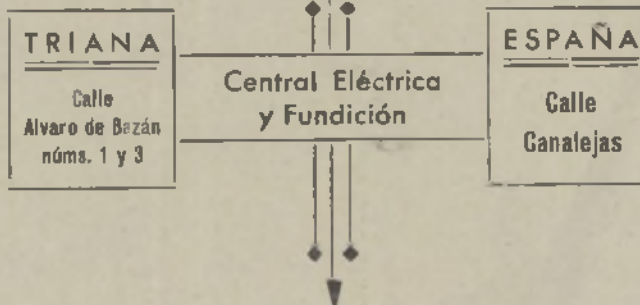 TRIANA
Calle
Alvaro de Bazán
núms. 1 y 3
Central Eléctrica
y Fundición
ESPAÑA
Calle
Canalejas